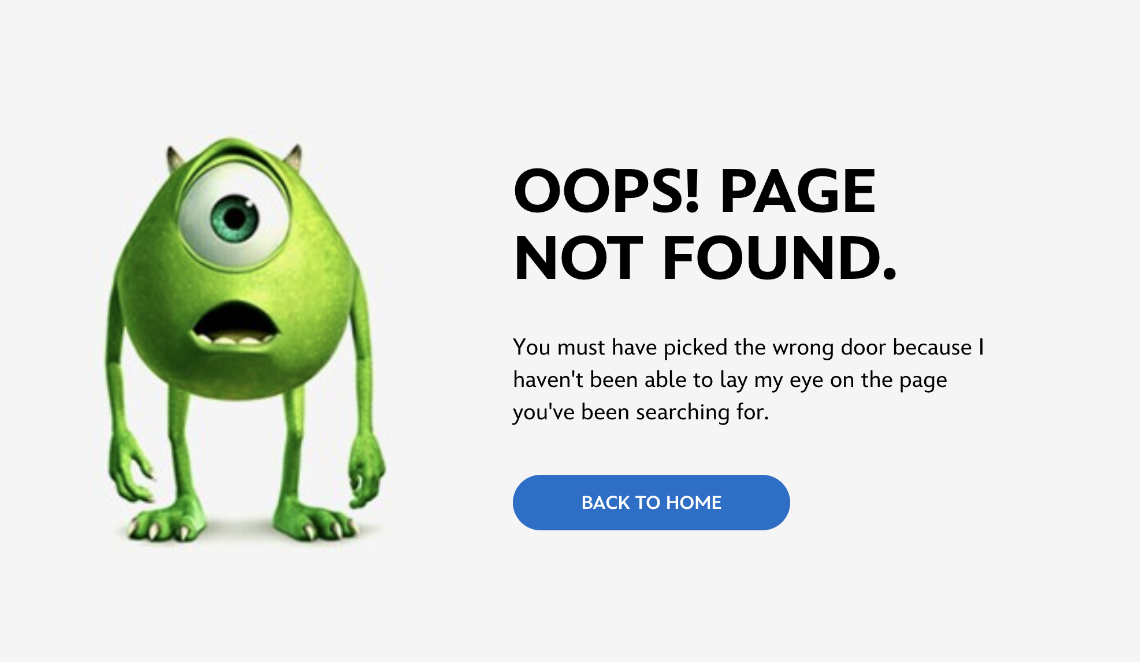 OOPS! PAGE
NOT FOUND.
You must have picked the wrong door because I
haven't been able to lay my eye on the page
you've been searching for.
BACK TO HOME